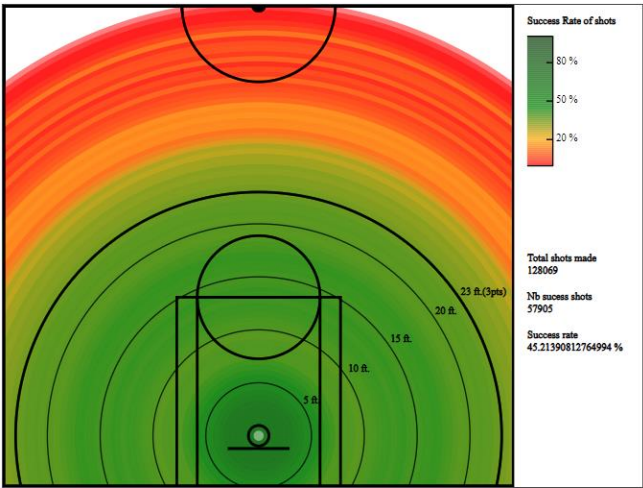 Success Rate of shots
80 %
50 %
20 %
Total shots made
128069
Nb sucess shots
57905
Success rate
45.21390812764994 %
23 ft.(3pts)
20 ft.
15 ft.
10 ft.
5 ft.